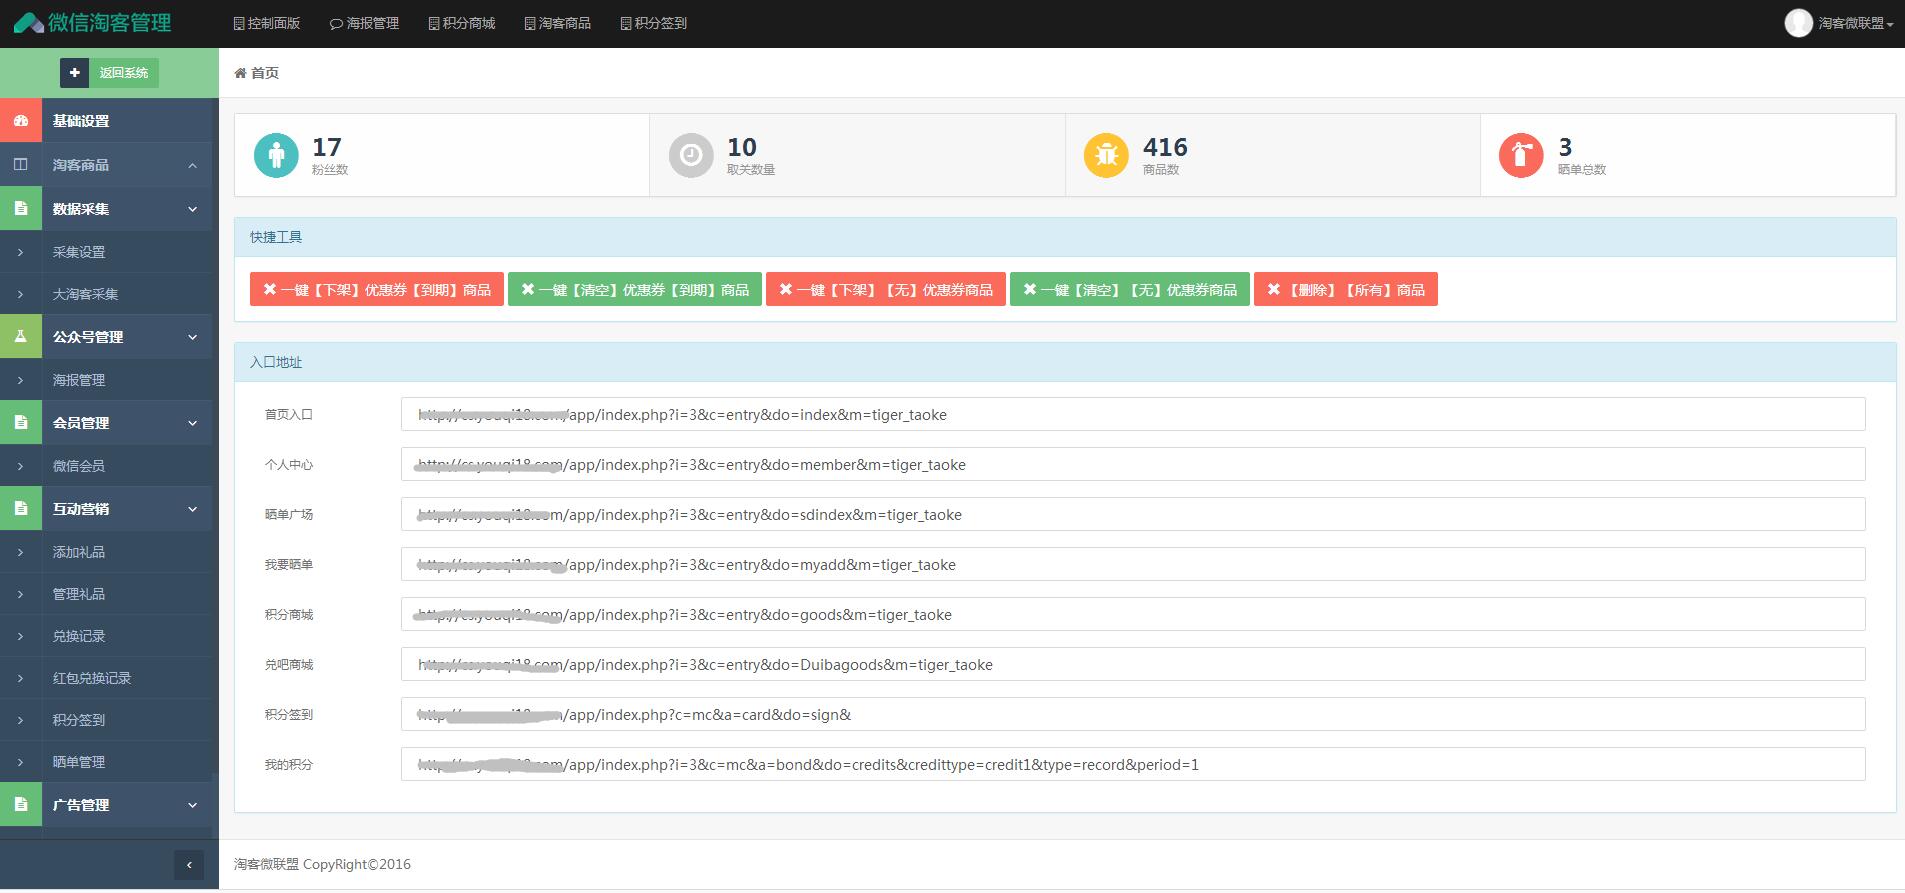 微信淘客管理
控制面版
海报管理
积分商城
淘客商品
积分签到
淘客微联盟
返回系统
首页
基础设置
淘客商品
数据采集
采集设置
大淘客采集
公众号管理
海报管理
会员管理
微信会员
互动营销
添加礼品
管理礼品
兑换记录
红包兑换记录
积分签到
晒单管理
广告管理
17
粉丝数
10
取关数量
416
商品数
3
晒单总数
快捷工具
一键【下架】优惠券【到期】商品
一键【清空】优惠券【到期】商品
一键【下架】【无】优惠券商品
一键【清空】【无】优惠券商品
【删除】【所有】商品
入口地址
首页入口
/app/index.php?i=3&c=entry&do=index&m=tiger_taoke
个人中心
/app/index.php?i=3&c=entry&do=member&m=tiger_taoke
晒单广场
/app/index.php?i=3&c=entry&do=sdindex&m=tiger_taoke
我要晒单
/app/index.php?i=3&c=entry&do=myadd&m=tiger_taoke
积分商城
/app/index.php?i=3&c=entry&do=goods&m=tiger_taoke
兑吧商城
/app/index.php?i=3&c=entry&do=Duibagoods&m=tiger_taoke
积分签到
/app/index.php?c=mc&a=card&do=sign&
我的积分
/app/index.php?i=3&c=mc&a=bond&do=credits&credittype=credit1&type=record&period=1
淘客微联盟 CopyRight©2016